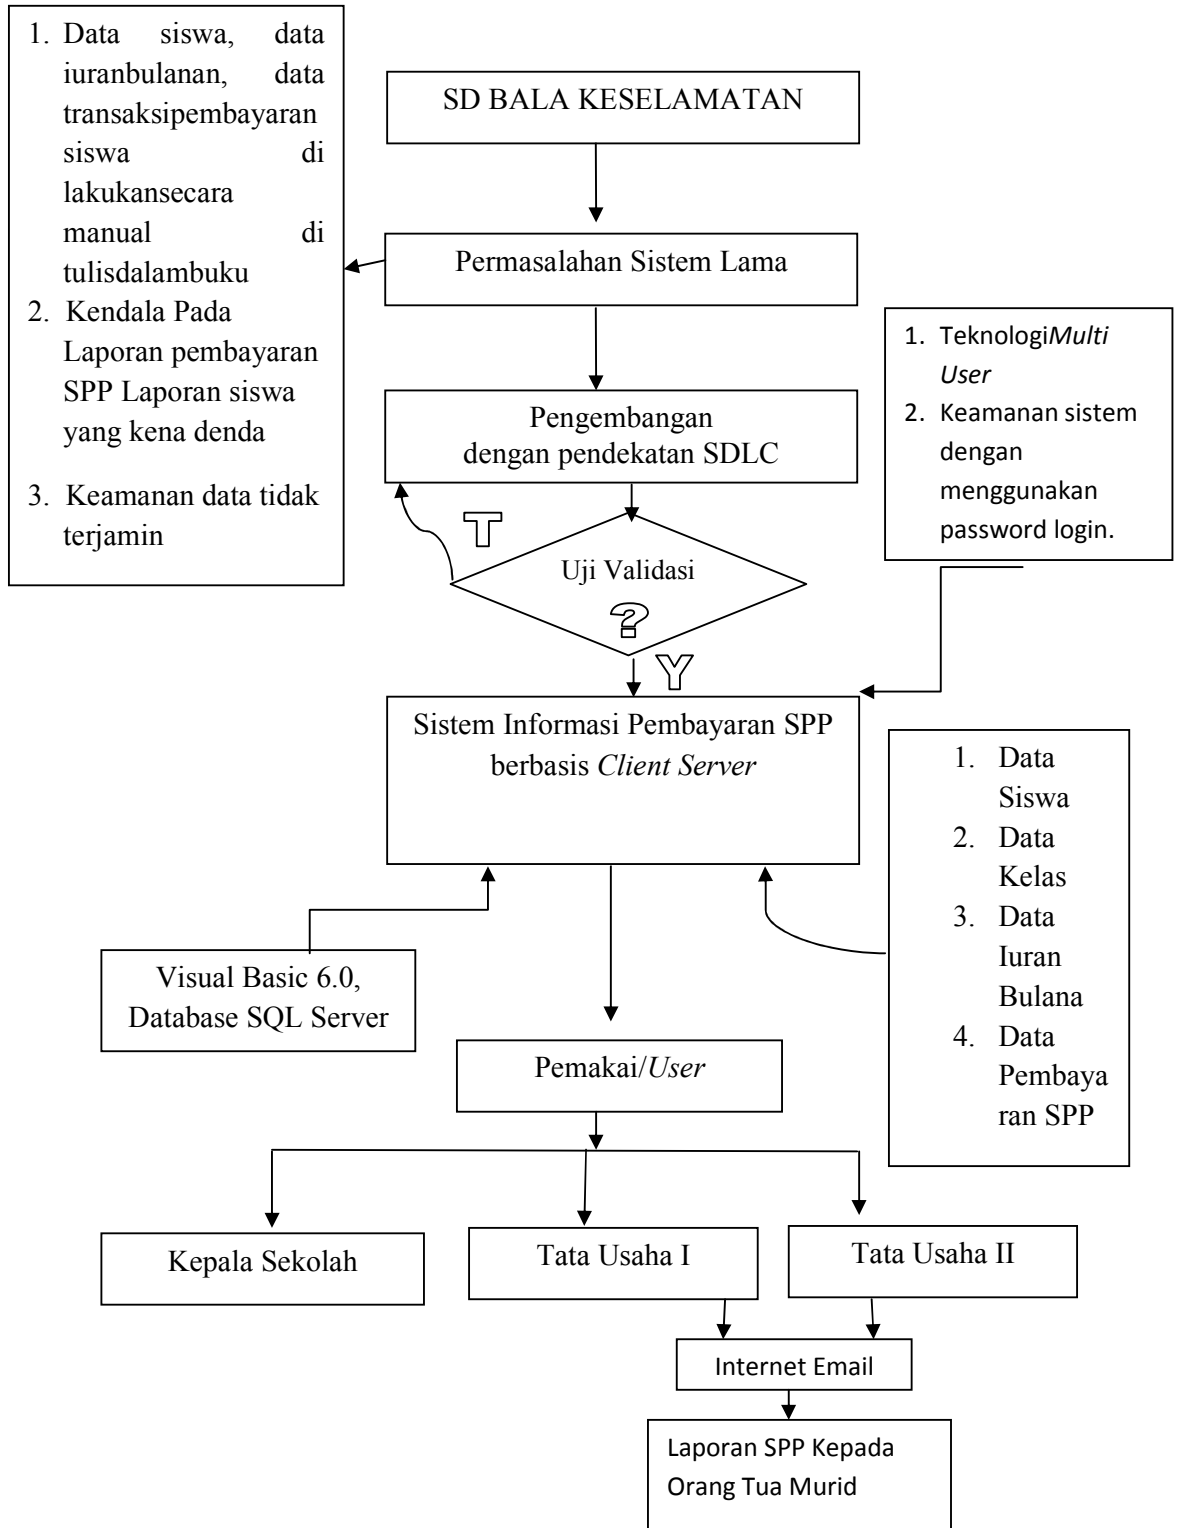 1. Data siswa, data
iuranbulanan, data
transaksipembayaran
siswa di
lakukansecara
manual di
tulisdalambuku
2. Kendala Pada
Laporan pembayaran
SPP Laporan siswa
yang kena denda
3. Keamanan data tidak
terjamin
SD BALA KESELAMATAN
Permasalahan Sistem Lama
1. TeknologiMulti
User
2. Keamanan sistem
dengan
menggunakan
password login.
Pengembangan
dengan pendekatan SDLC
T
Uji Validasi
?
Y
Sistem Informasi Pembayaran SPP
berbasis Client Server
1. Data
Siswa
2. Data
Kelas
3. Data
Iuran
Bulana
4. Data
Pembaya
ran SPP
Visual Basic 6.0,
Database SQL Server
Pemakai/User
Kepala Sekolah
Tata Usaha I
Tata Usaha II
Internet Email
Laporan SPP Kepada
Orang Tua Murid